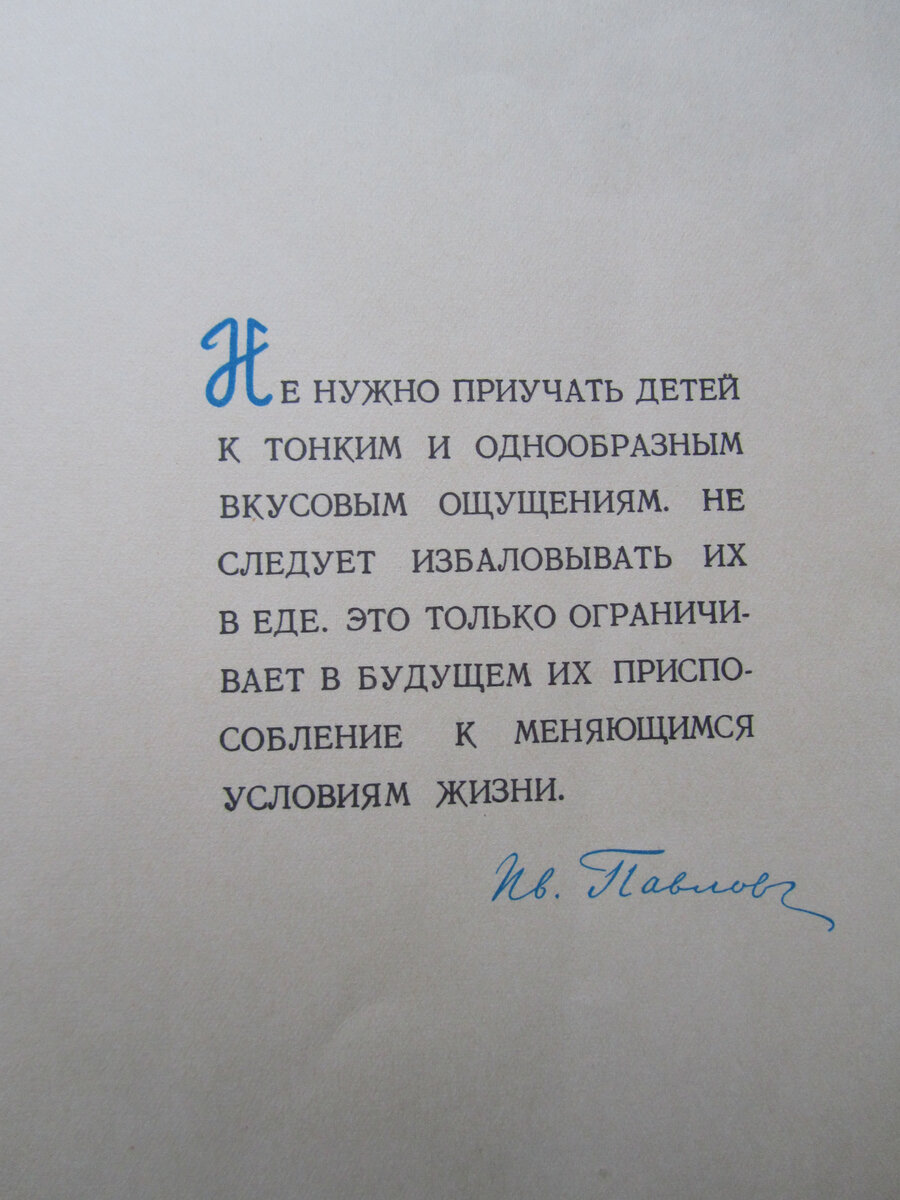 НЕ НУЖНО ПРИУЧАТЬ ДЕТЕЙ
К ТОНКИМ И ОДНООБРАЗНЫМ
ВКУСОВЫМ ОЩУЩЕНИЯМ. НЕ
СЛЕДУЕТ ИЗБАЛОВЫВАТЬ ИХ
В ЕДЕ. ЭТО ТОЛЬКО ОГРАНИЧИ-
ВАЕТ В БУДУЩЕМ ИХ ПРИСПО-
СОБЛЕНИЕ К МЕНЯЮЩИМСЯ
УСЛОВИЯМ ЖИЗНИ.
Ив. Павловъ